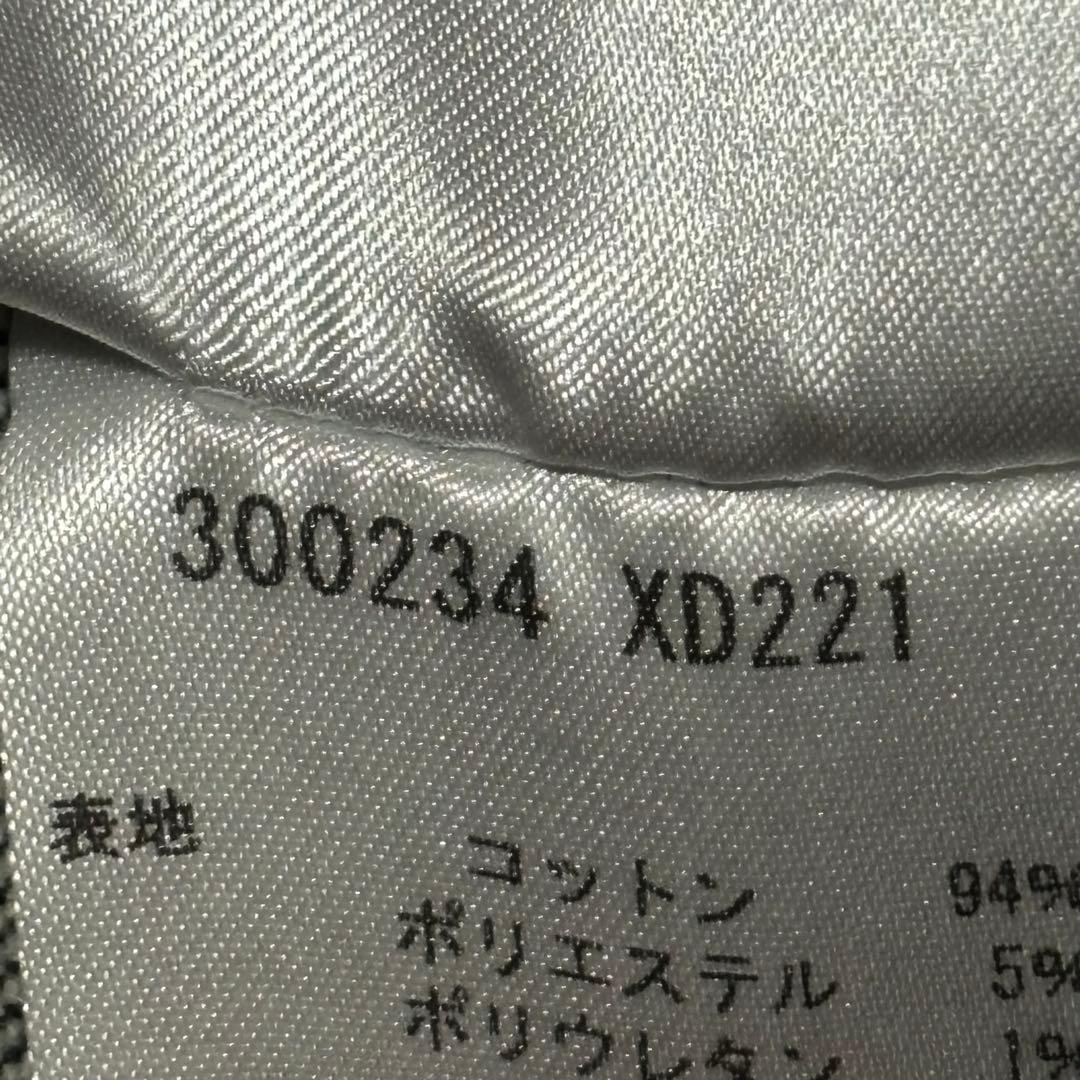 300234 XD221
表地
コットン 94%
ポリエステル 5%
ポリウレタン 1%